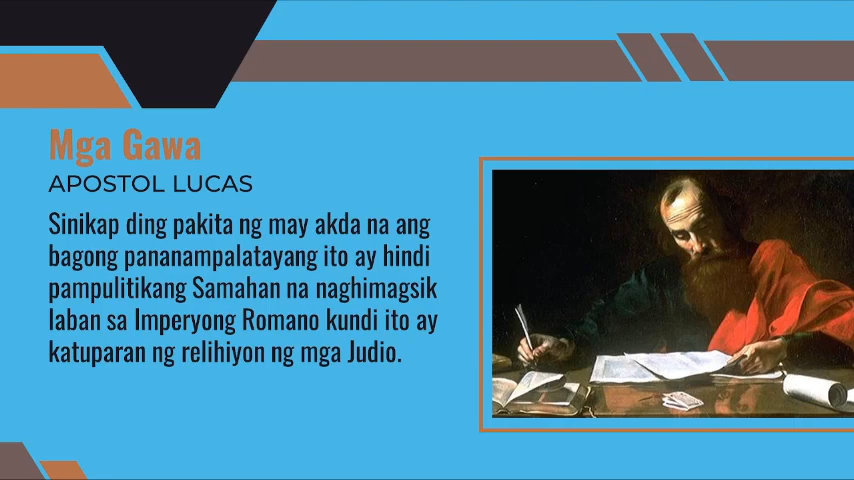 Mga Gawa
APOSTOL LUCAS
Sinikap ding pakita ng may akda na ang
bagong pananampalatayang ito ay hindi
pampulitikang Samahan na naghimagsik
laban sa Imperyong Romano kundi ito ay
katuparan ng relihiyon ng mga Judio.